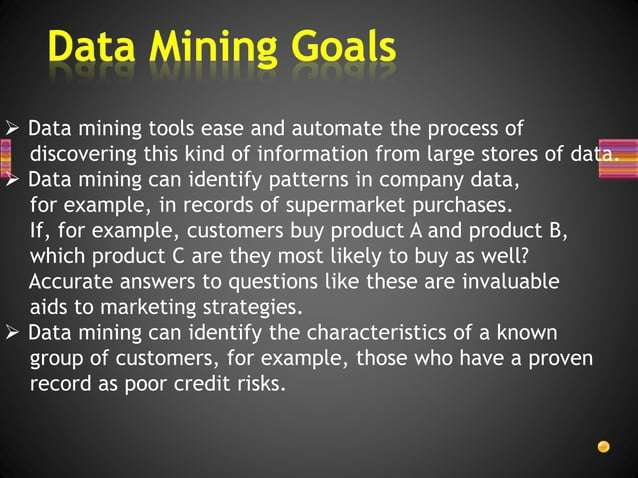 Data Mining Goals
➢ Data mining tools ease and automate the process of
discovering this kind of information from large stores of data.
➢ Data mining can identify patterns in company data,
for example, in records of supermarket purchases.
If, for example, customers buy product A and product B,
which product C are they most likely to buy as well?
Accurate answers to questions like these are invaluable
aids to marketing strategies.
➢ Data mining can identify the characteristics of a known
group of customers, for example, those who have a proven
record as poor credit risks.